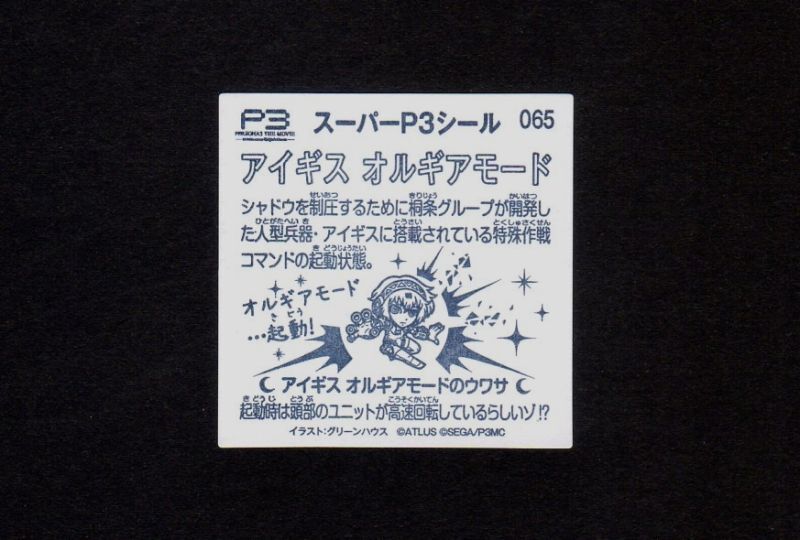 P3 スーパーP3シール 065
PERSONA3 THE MOVIE
アイギス オルギアモード
シャドウを制圧するために桐条グループが開発し
た人型兵器・アイギスに搭載されている特殊作戦
コマンドの起動状態。
オルギアモード
…起動!
アイギス オルギアモードのウワサ
起動時は頭部のユニットが高速回転しているらしいゾ!?
イラスト:グリーンハウス ©ATLUS ©SEGA/P3MC